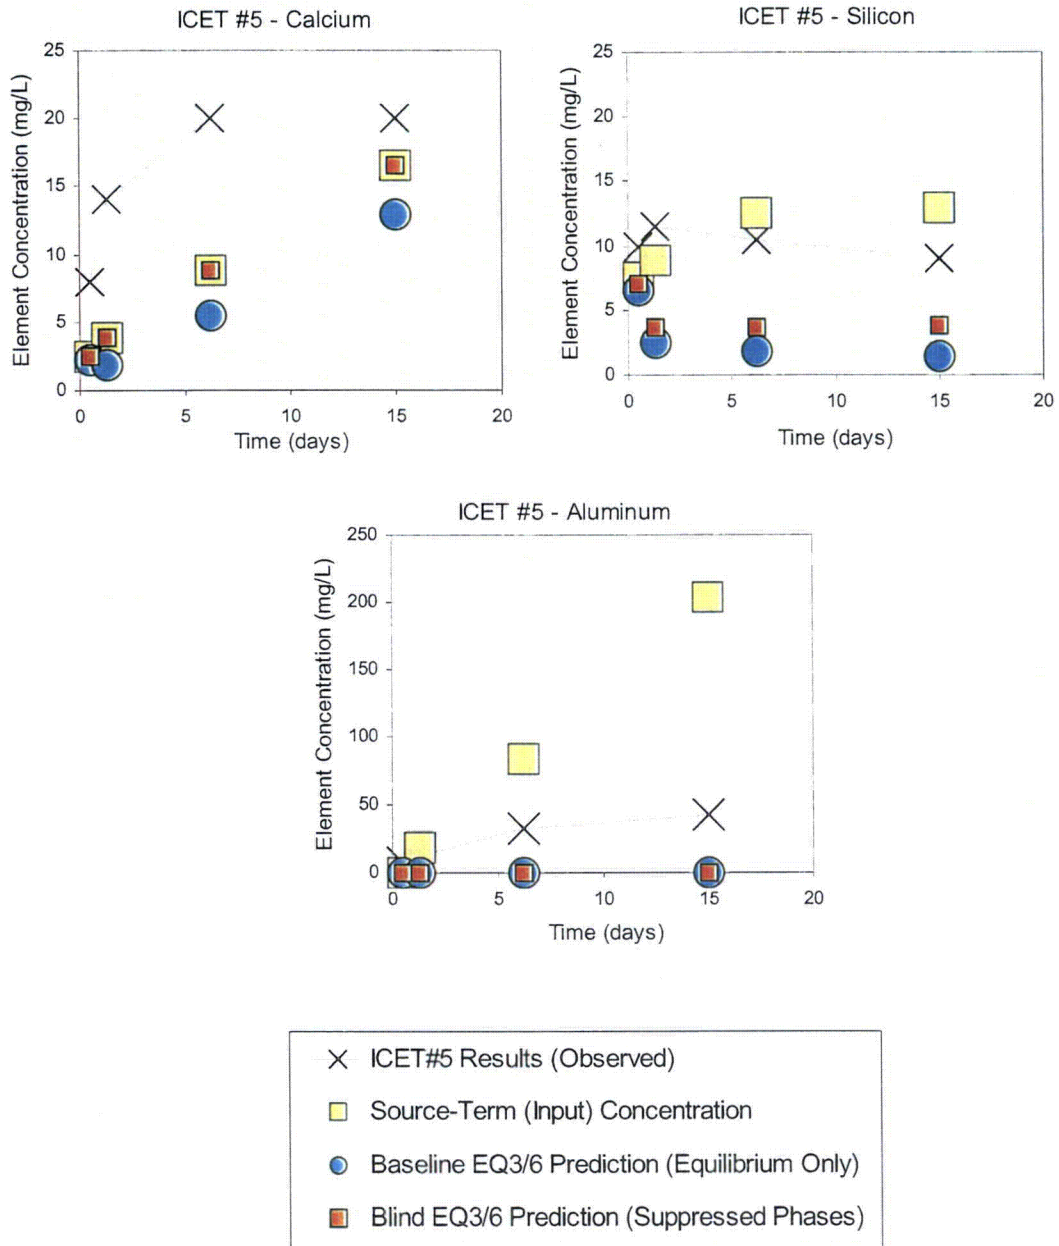 ICET #5 - Calcium
Element Concentration (mg/L)
25
20
15
10
5
0
0 5 10 15 20
Time (days)
ICET #5 - Silicon
Element Concentration (mg/L)
25
20
15
10
5
0
0 5 10 15 20
Time (days)
ICET #5 - Aluminum
Element Concentration (mg/L)
250
200
150
100
50
0
0 5 10 15 20
Time (days)
ICET#5 Results (Observed)
Source-Term (Input) Concentration
Baseline EQ3/6 Prediction (Equilibrium Only)
Blind EQ3/6 Prediction (Suppressed Phases)